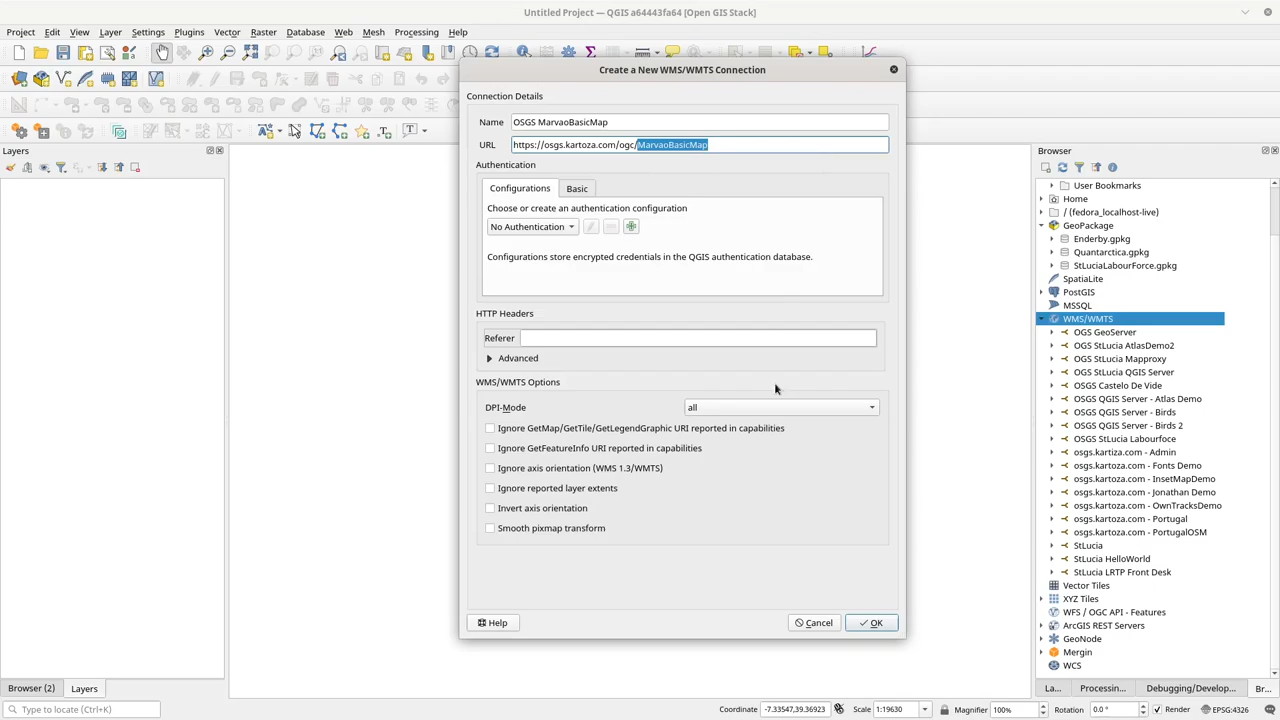 Untitled Project — QGIS a64443fa64 [Open GIS Stack]
Project Edit View Layer Settings Plugins Vector Raster Database Web Mesh Processing Help
Create a New WMS/WMTS Connection
Connection Details
Name OSGS MarvaoBasicMap
URL https://osgs.kartoza.com/ogc/MarvaoBasicMap
Authentication
Configurations Basic
Choose or create an authentication configuration
No Authentication
Configurations store encrypted credentials in the QGIS authentication database.
HTTP Headers
Referer
Advanced
WMS/WMTS Options
DPI-Mode all
Ignore GetMap/GetTile/GetLegendGraphic URI reported in capabilities
Ignore GetFeatureInfo URI reported in capabilities
Ignore axis orientation (WMS 1.3/WMTS)
Ignore reported layer extents
Invert axis orientation
Smooth pixmap transform
Help Cancel OK
Layers
Browser (2) Layers
Browser
User Bookmarks
Home
/ (fedora_localhost-live)
GeoPackage
Enderby.gpkg
Quantarctica.gpkg
StLuciaLabourForce.gpkg
SpatiaLite
PostGIS
MSSQL
WMS/WMTS
OGS GeoServer
OGS StLucia AtlasDemo2
OGS StLucia Mapproxy
OGS StLucia QGIS Server
OSGS Castelo De Vide
OSGS QGIS Server - Atlas Demo
OSGS QGIS Server - Birds
OSGS QGIS Server - Birds 2
OSGS StLucia Labourfoce
osgs.kartiza.com - Admin
osgs.kartoza.com - Fonts Demo
osgs.kartoza.com - InsetMapDemo
osgs.kartoza.com - Jonathan Demo
osgs.kartoza.com - OwnTracksDemo
osgs.kartoza.com - Portugal
osgs.kartoza.com - PortugalOSM
StLucia
StLucia HelloWorld
StLucia LRTP Front Desk
Vector Tiles
XYZ Tiles
WFS / OGC API - Features
ArcGIS REST Servers
GeoNode
Mergin
WCS
La... Processin... Debugging/Develop... Br...
Type to locate (Ctrl+K) Coordinate -7.33547,39.36923 Scale 1:19630 Magnifier 100% Rotation 0.0 ° Render EPSG:4326